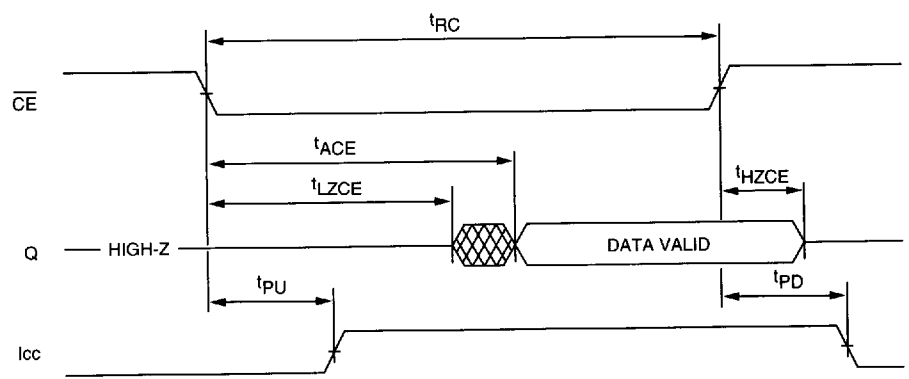 tRC
CE
tACE
tLZCE
tHZCE
Q HIGH-Z DATA VALID
tPU
tPD
Icc